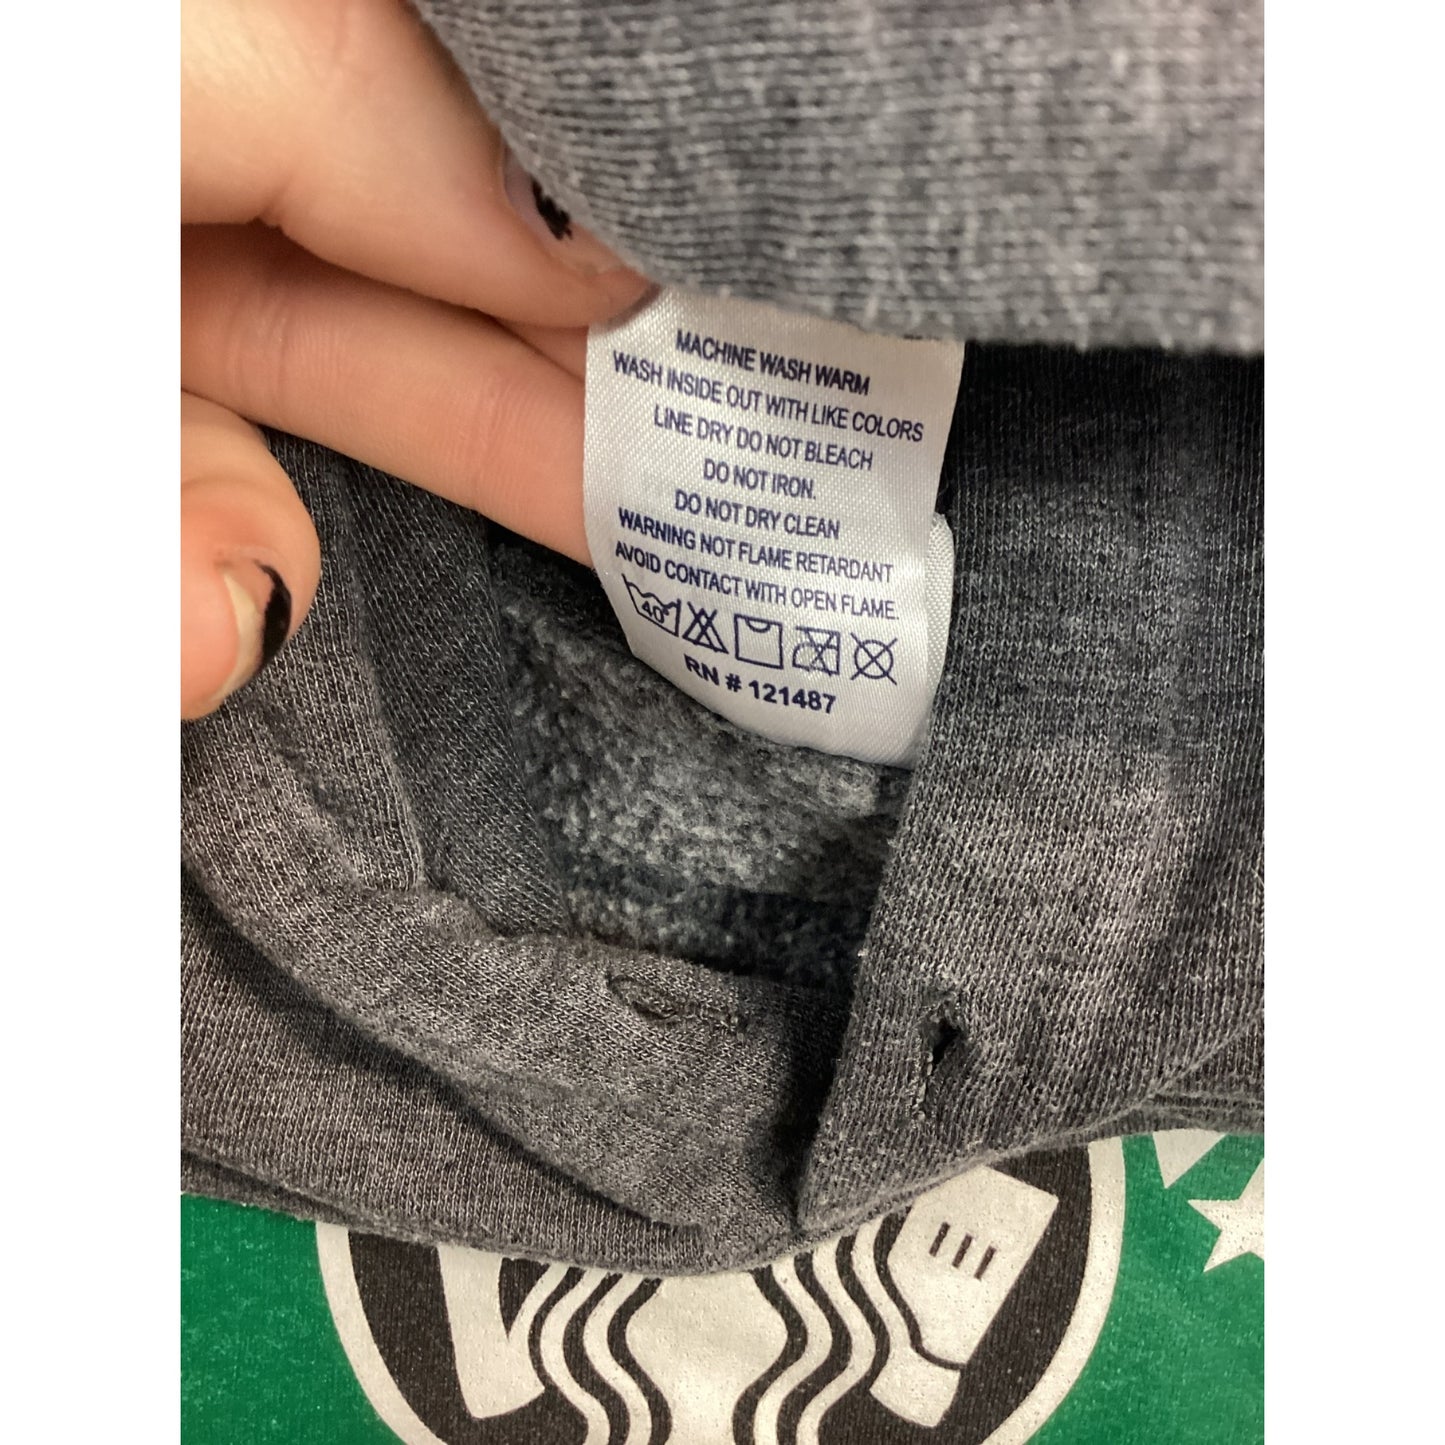 MACHINE WASH WARM
WASH INSIDE OUT WITH LIKE COLORS
LINE DRY DO NOT BLEACH
DO NOT IRON.
DO NOT DRY CLEAN
WARNING NOT FLAME RETARDANT
AVOID CONTACT WITH OPEN FLAME.
40°
RN # 121487